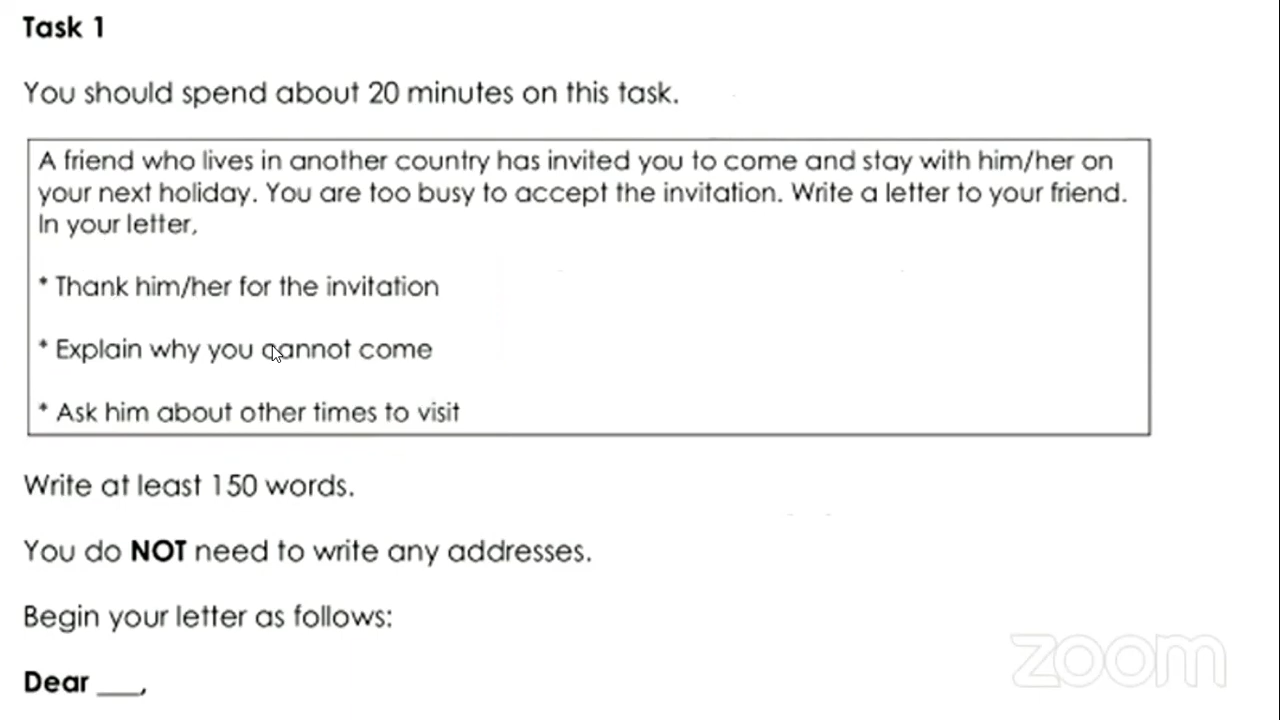 Task 1
You should spend about 20 minutes on this task.
A friend who lives in another country has invited you to come and stay with him/her on
your next holiday. You are too busy to accept the invitation. Write a letter to your friend.
In your letter,
* Thank him/her for the invitation
* Explain why you cannot come
* Ask him about other times to visit
Write at least 150 words.
You do NOT need to write any addresses.
Begin your letter as follows:
Dear ___,
zoom